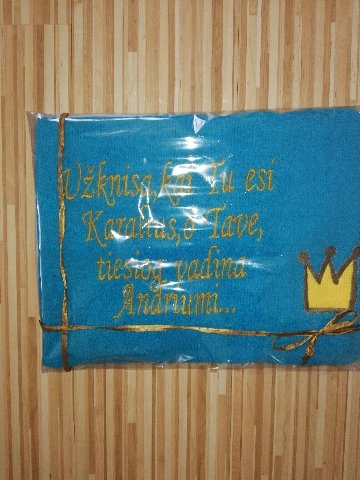 Užknisa,kai Tu esi
Karalius,o Tave,
tiesiog vadina
Andriumi...